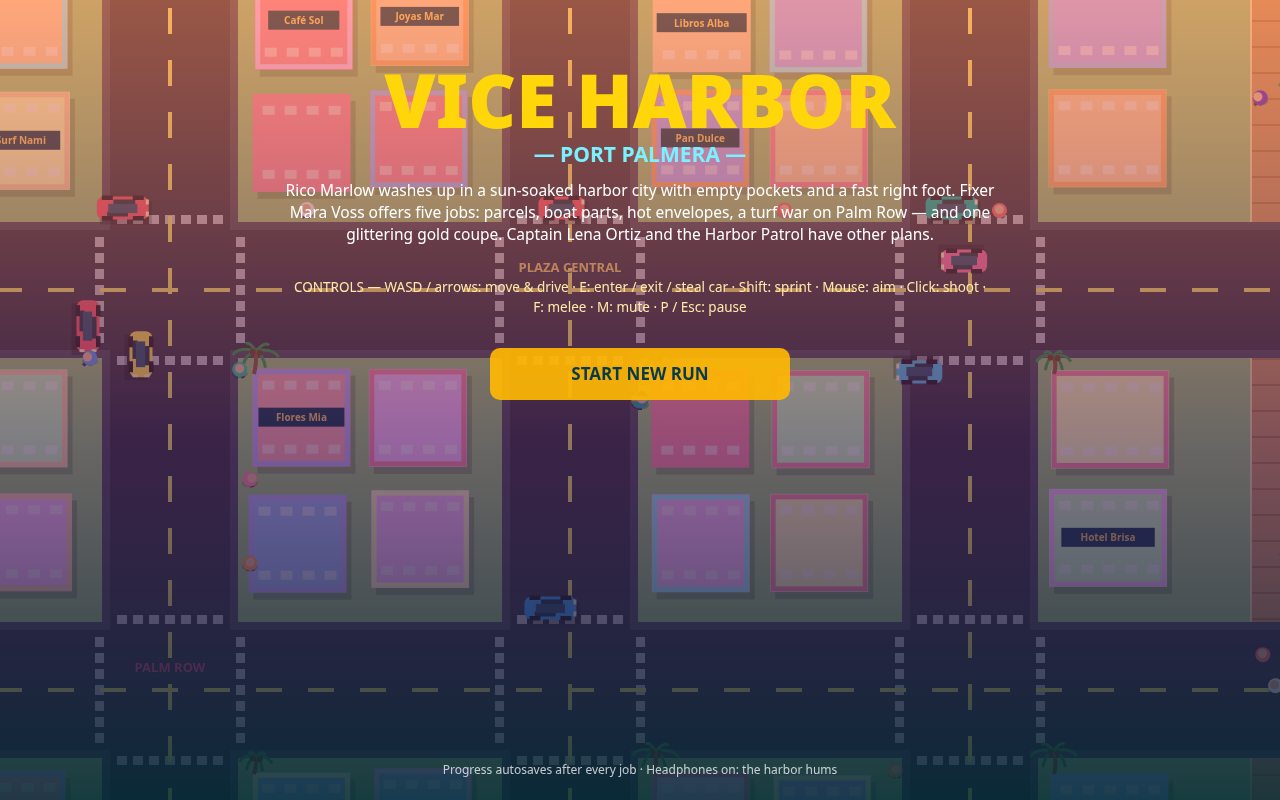 Café Sol
Joyas Mar
Libros Alba
VICE HARBOR
Surf Nami
Pan Dulce
— PORT PALMERA —
Rico Marlow washes up in a sun-soaked harbor city with empty pockets and a fast right foot. Fixer
Mara Voss offers five jobs: parcels, boat parts, hot envelopes, a turf war on Palm Row — and one
glittering gold coupe. Captain Lena Ortiz and the Harbor Patrol have other plans.
PLAZA CENTRAL
CONTROLS — WASD / arrows: move & drive · E: enter / exit / steal car · Shift: sprint · Mouse: aim · Click: shoot ·
F: melee · M: mute · P / Esc: pause
START NEW RUN
Flores Mia
Hotel Brisa
PALM ROW
Progress autosaves after every job · Headphones on: the harbor hums